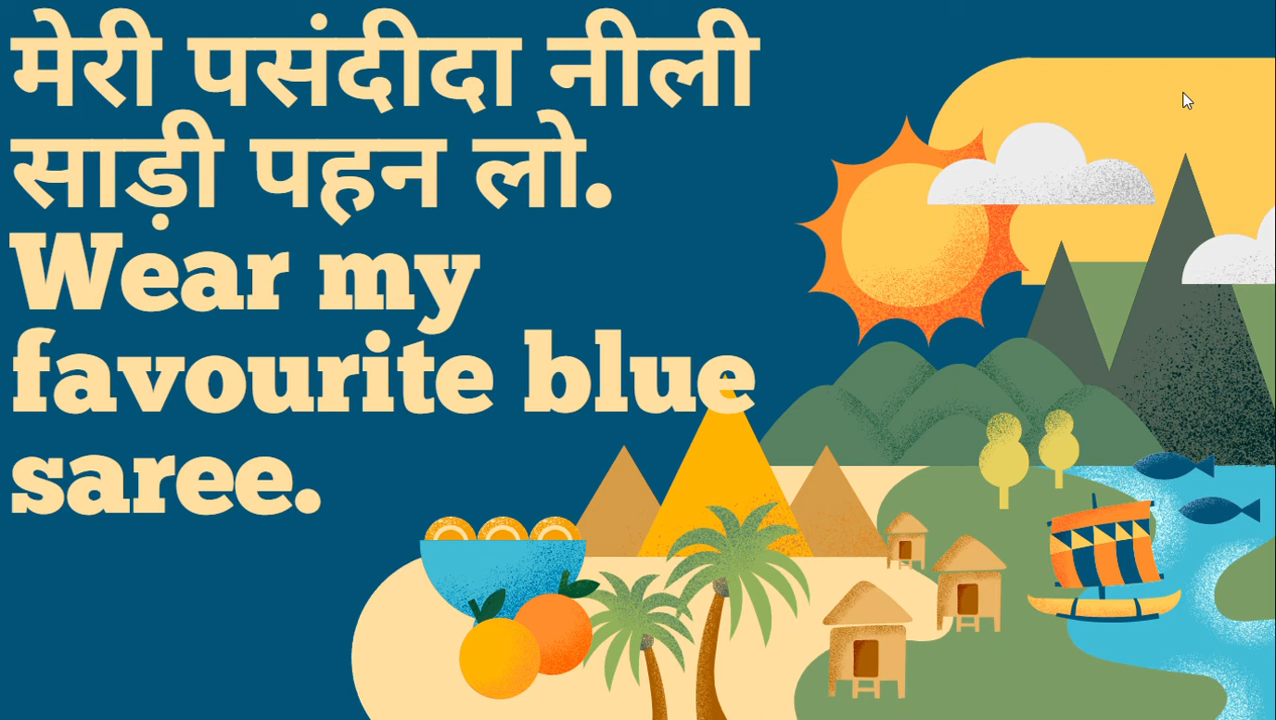 मेरी पसंदीदा नीली
साड़ी पहन लो.
Wear my
favourite blue
saree.